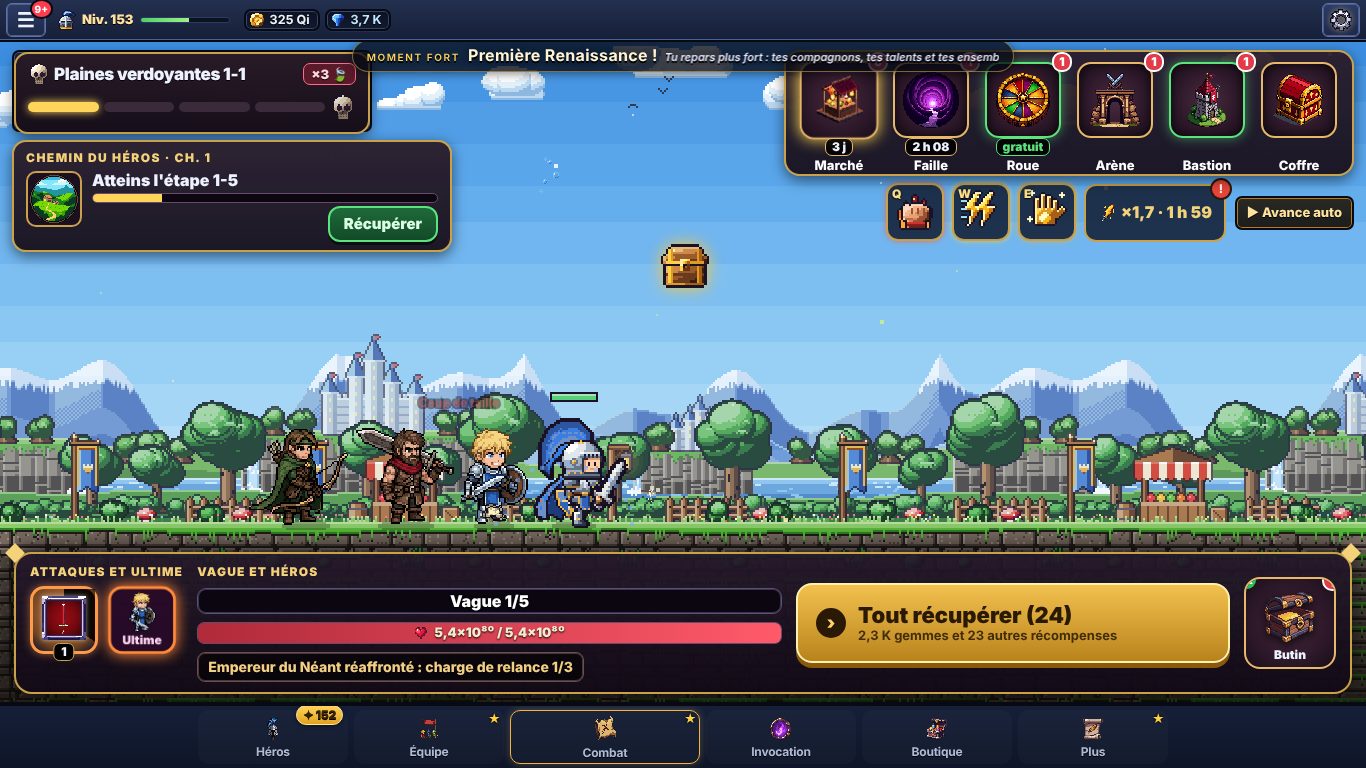 9+
Niv. 153
325 Qi
3,7 K
MOMENT FORT Première Renaissance ! Tu repars plus fort : tes compagnons, tes talents et tes ensemb
Plaines verdoyantes 1-1
×3
CHEMIN DU HÉROS · CH. 1
Atteins l'étape 1-5
Récupérer
1 1 1
3 j 2 h 08 gratuit
Marché Faille Roue Arène Bastion Coffre
Q W E
×1,7 · 1 h 59
!
▶ Avance auto
ATTAQUES ET ULTIME
1
Ultime
VAGUE ET HÉROS
Vague 1/5
5,4×10⁸⁰ / 5,4×10⁸⁰
Empereur du Néant réaffronté : charge de relance 1/3
Tout récupérer (24)
2,3 K gemmes et 23 autres récompenses
Butin
152
Héros Équipe Combat Invocation Boutique Plus